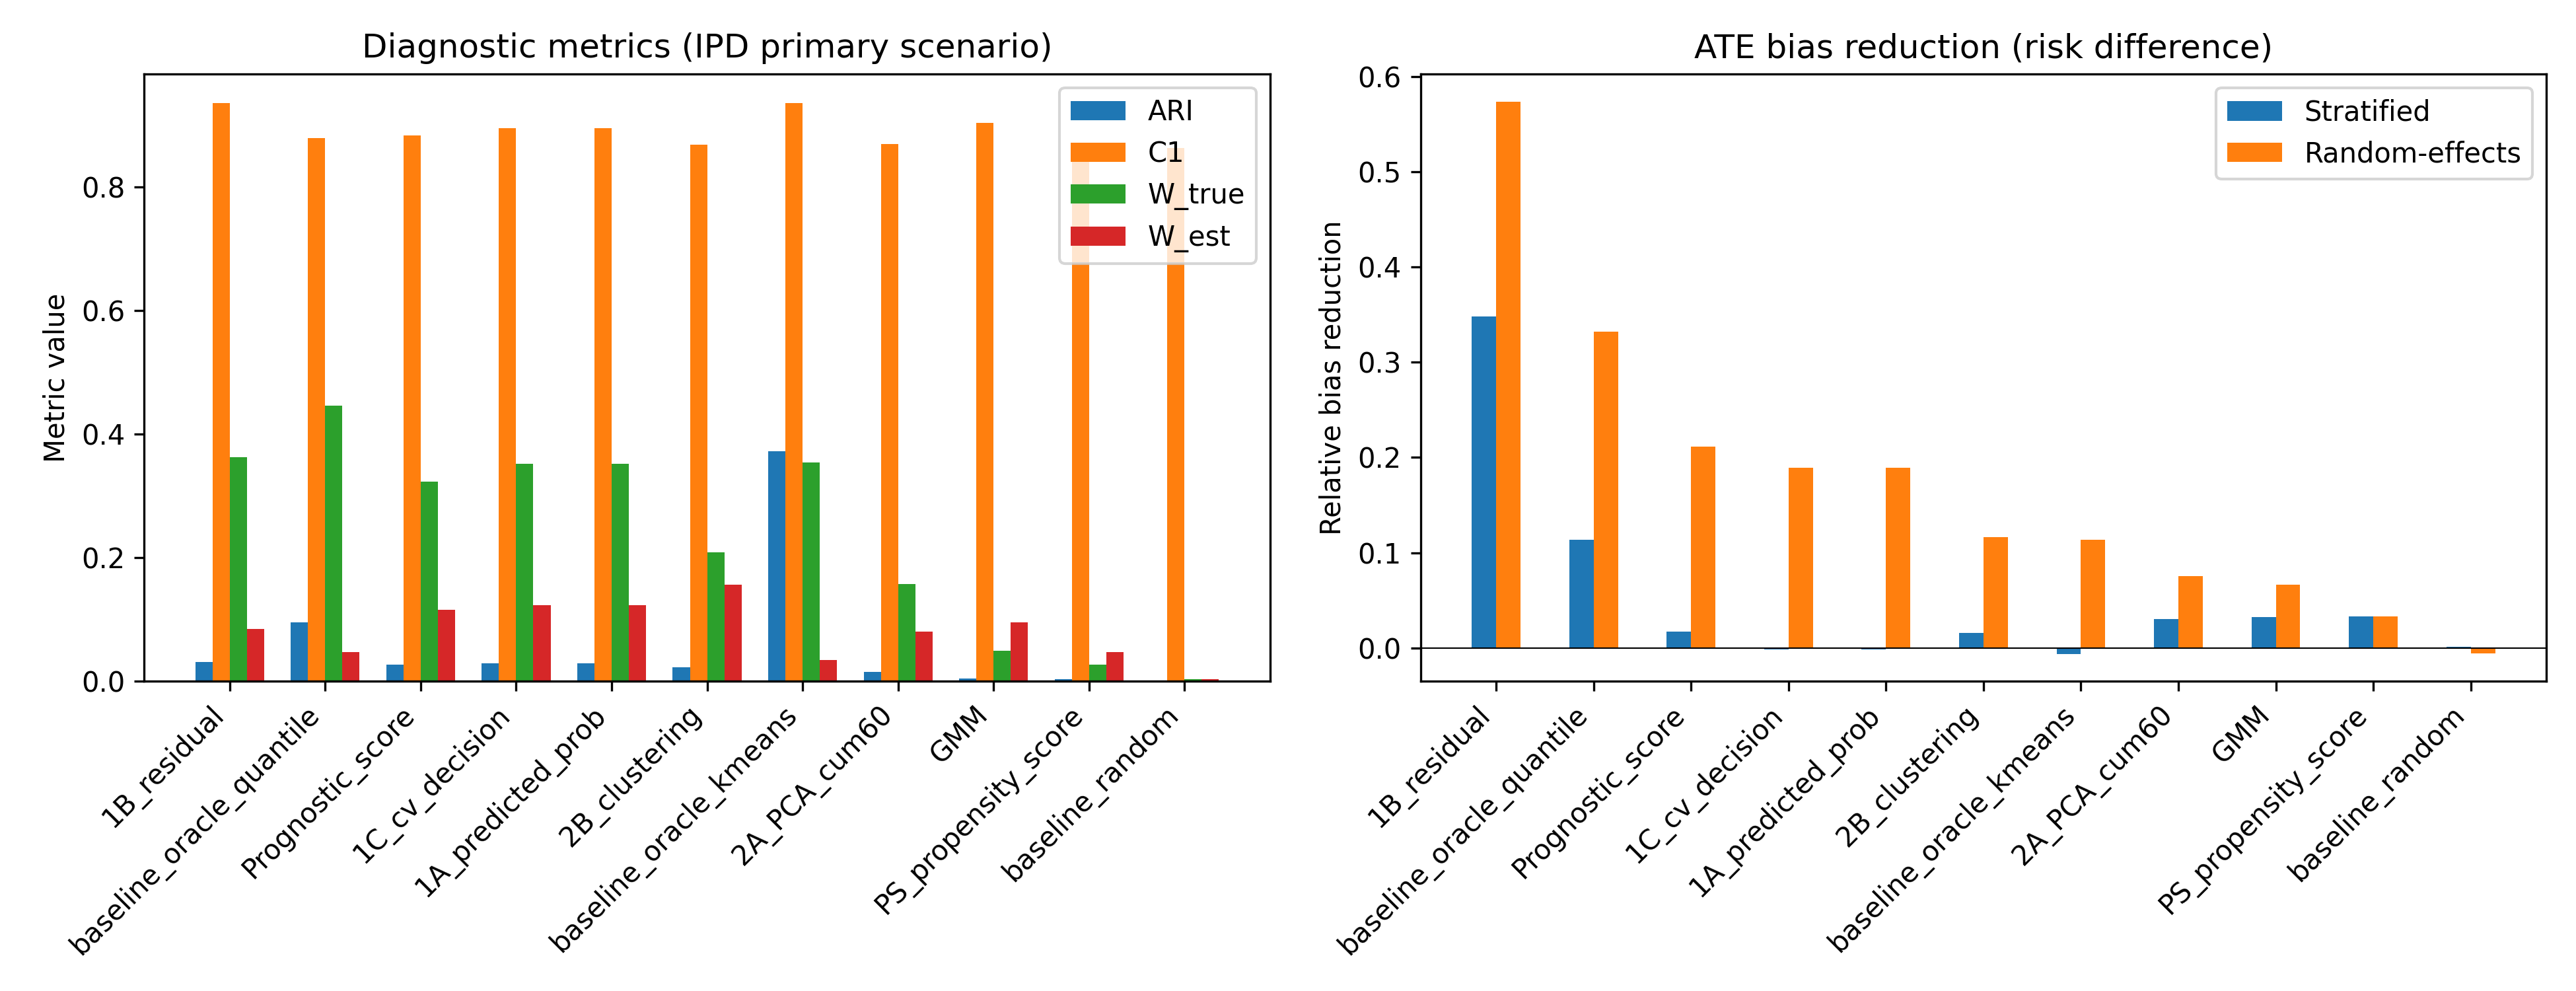 Diagnostic metrics (IPD primary scenario)
Metric value
0.8
0.6
0.4
0.2
0.0
ARI
C1
W_true
W_est
1B_residual
baseline_oracle_quantile
Prognostic_score
1C_cv_decision
1A_predicted_prob
2B_clustering
baseline_oracle_kmeans
2A_PCA_cum60
GMM
PS_propensity_score
baseline_random
ATE bias reduction (risk difference)
Relative bias reduction
0.6
0.5
0.4
0.3
0.2
0.1
0.0
Stratified
Random-effects
1B_residual
baseline_oracle_quantile
Prognostic_score
1C_cv_decision
1A_predicted_prob
2B_clustering
baseline_oracle_kmeans
2A_PCA_cum60
GMM
PS_propensity_score
baseline_random